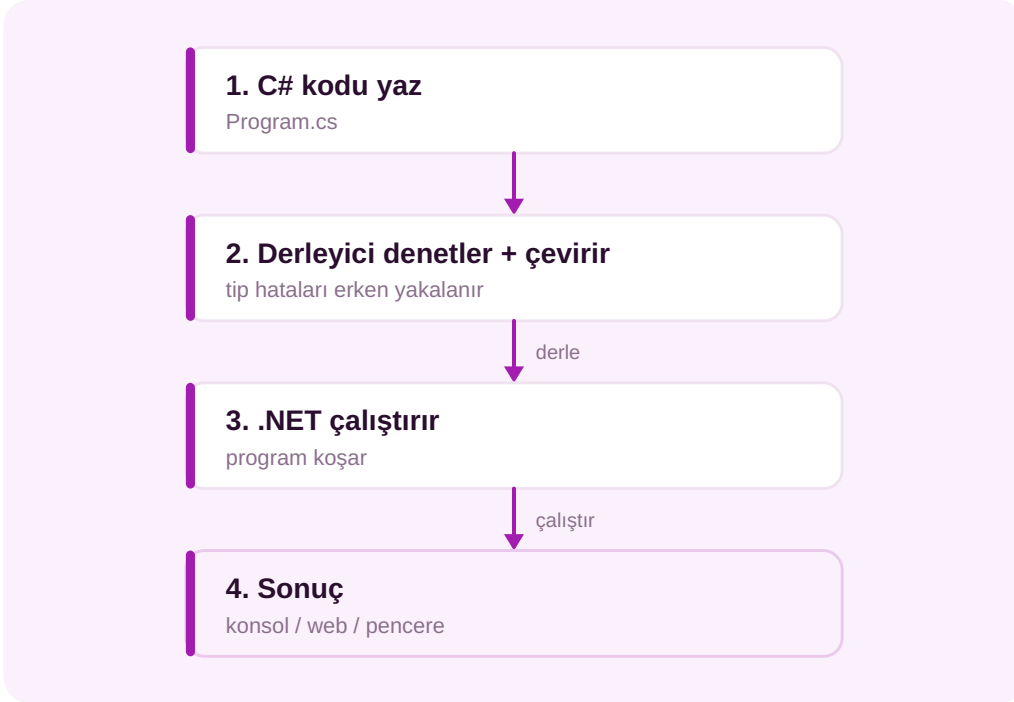 1. C# kodu yaz
Program.cs
2. Derleyici denetler + çevirir
tip hataları erken yakalanır
derle
3. .NET çalıştırır
program koşar
çalıştır
4. Sonuç
konsol / web / pencere